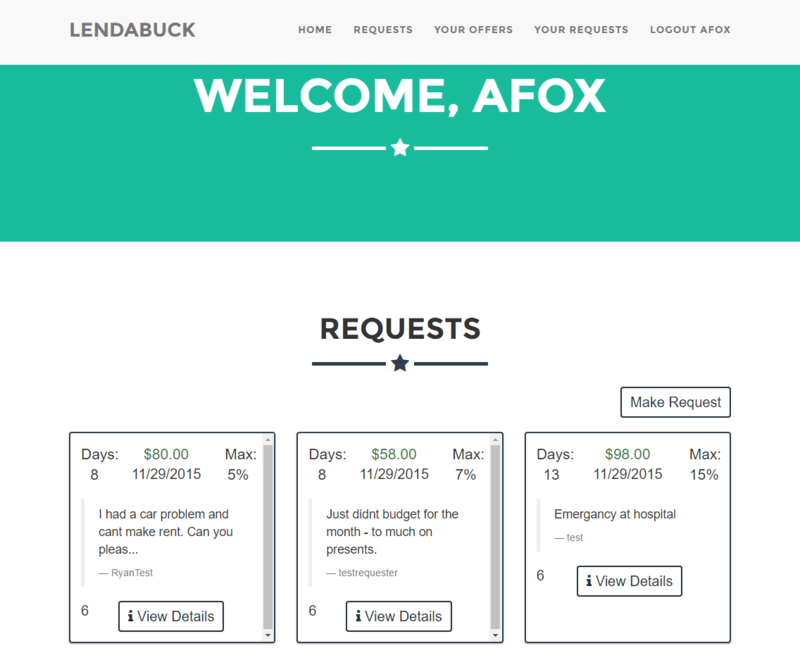 LENDABUCK
HOME REQUESTS YOUR OFFERS YOUR REQUESTS LOGOUT AFOX
WELCOME, AFOX
REQUESTS
Make Request
Days: $80.00 Max:
8 11/29/2015 5%
I had a car problem and
cant make rent. Can you
pleas...
— RyanTest
6 View Details
Days: $58.00 Max:
8 11/29/2015 7%
Just didnt budget for the
month - to much on
presents.
— testrequester
6 View Details
Days: $98.00 Max:
13 11/29/2015 15%
Emergancy at hospital
— test
6 View Details